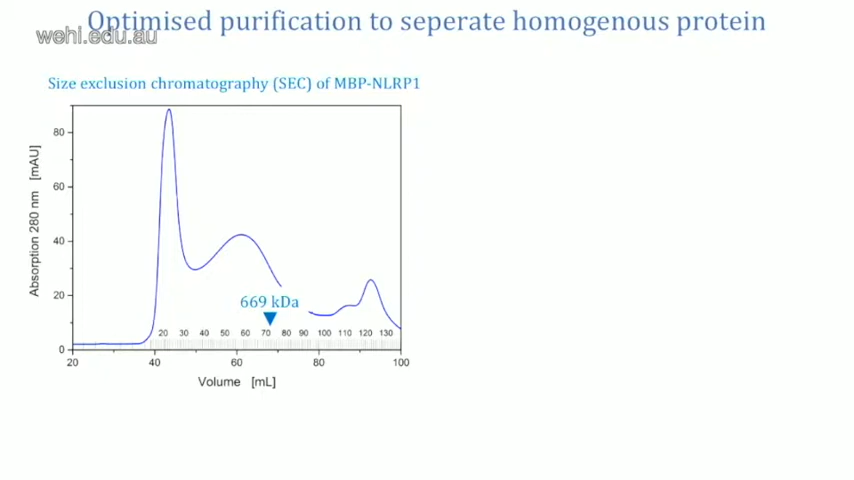 Optimised purification to seperate homogenous protein
wehi.edu.au
Size exclusion chromatography (SEC) of MBP-NLRP1
Absorption 280 nm [mAU]
80
60
40
20
0
669 kDa
20 30 40 50 60 70 80 90 100 110 120 130
20 40 60 80 100
Volume [mL]